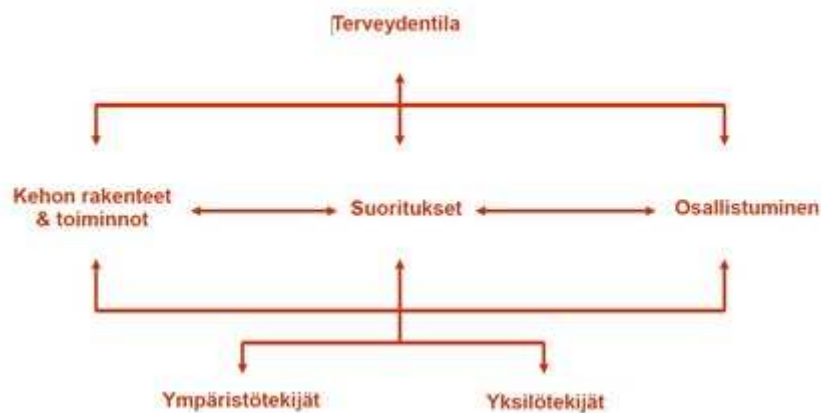 Terveydentila
Kehon rakenteet
& toiminnot
Suoritukset
Osallistuminen
Ympäristötekijät
Yksilötekijät